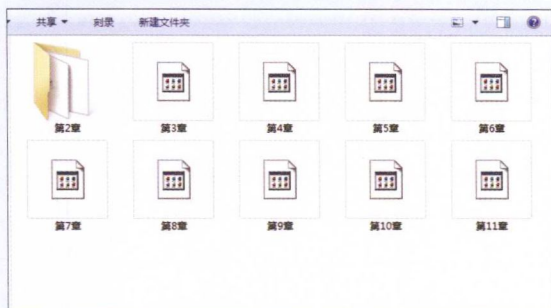 共享 刻录 新建文件夹
第2章 第3章 第4章 第5章 第6章
第7章 第8章 第9章 第10章 第11章